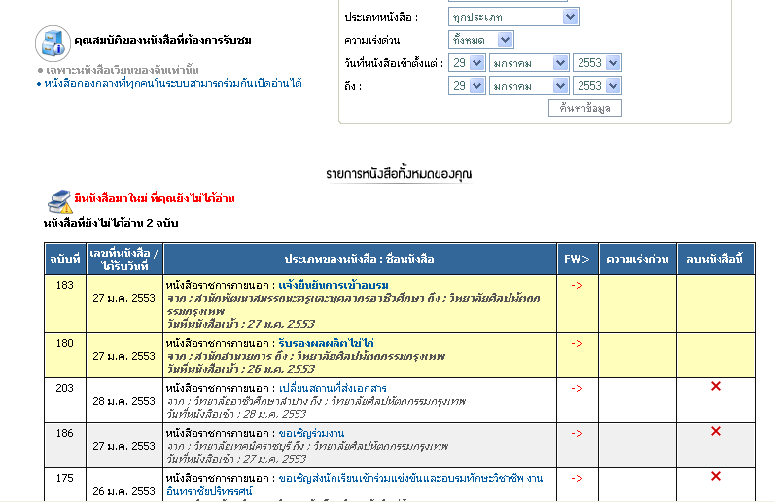 ประเภทหนังสือ : ทุกประเภท
คุณสมบัติของหนังสือที่ต้องการรับชม
ความเร่งด่วน ทั้งหมด
เฉพาะหนังสือเวียนของฉันเท่านั้น
วันที่หนังสือเข้าตั้งแต่ : 29 มกราคม 2553
หนังสือกองกลางที่ทุกคนในระบบสามารถร่วมกันเปิดอ่านได้
ถึง : 29 มกราคม 2553
ค้นหาข้อมูล
รายการหนังสือทั้งหมดของคุณ
มีหนังสือมาใหม่ ที่คุณยังไม่ได้อ่าน
หนังสือที่ยังไม่ได้อ่าน 2 ฉบับ
ฉบับที่ เลขที่หนังสือ / ได้รับวันที่ ประเภทของหนังสือ : ชื่อหนังสือ FW> ความเร่งด่วน ลบหนังสือนี้
183 หนังสือราชการภายนอก : แจ้งยืนยันการเข้าอบรม ->
27 ม.ค. 2553
จาก : สำนักพัฒนาสมรรถนะครูและบุคลากรอาชีวศึกษา ถึง : วิทยาลัยศิลปหัตถก
รรมกรุงเทพ
วันที่หนังสือเข้า : 27 ม.ค. 2553
180 หนังสือราชการภายนอก : รับรองผลผลิตไข่ไก่ ->
27 ม.ค. 2553 จาก : สำนักอำนวยการ ถึง : วิทยาลัยศิลปหัตถกรรมกรุงเทพ
วันที่หนังสือเข้า : 26 ม.ค. 2553
203 หนังสือราชการภายนอก : เปลี่ยนสถานที่ส่งเอกสาร ->
28 ม.ค. 2553 จาก : วิทยาลัยอาชีวศึกษาลำปาง ถึง : วิทยาลัยศิลปหัตถกรรมกรุงเทพ
วันที่หนังสือเข้า : 28 ม.ค. 2553
186 หนังสือราชการภายนอก : ขอเชิญร่วมงาน ->
27 ม.ค. 2553 จาก : วิทยาลัยเทคนิคราชบุรี ถึง : วิทยาลัยศิลปหัตถกรรมกรุงเทพ
วันที่หนังสือเข้า : 27 ม.ค. 2553
175 หนังสือราชการภายนอก : ขอเชิญส่งนักเรียนเข้าร่วมแข่งขันและอบรมทักษะวิชาชีพ งาน ->
26 ม.ค. 2553 อินทราชัยปริทรรศน์